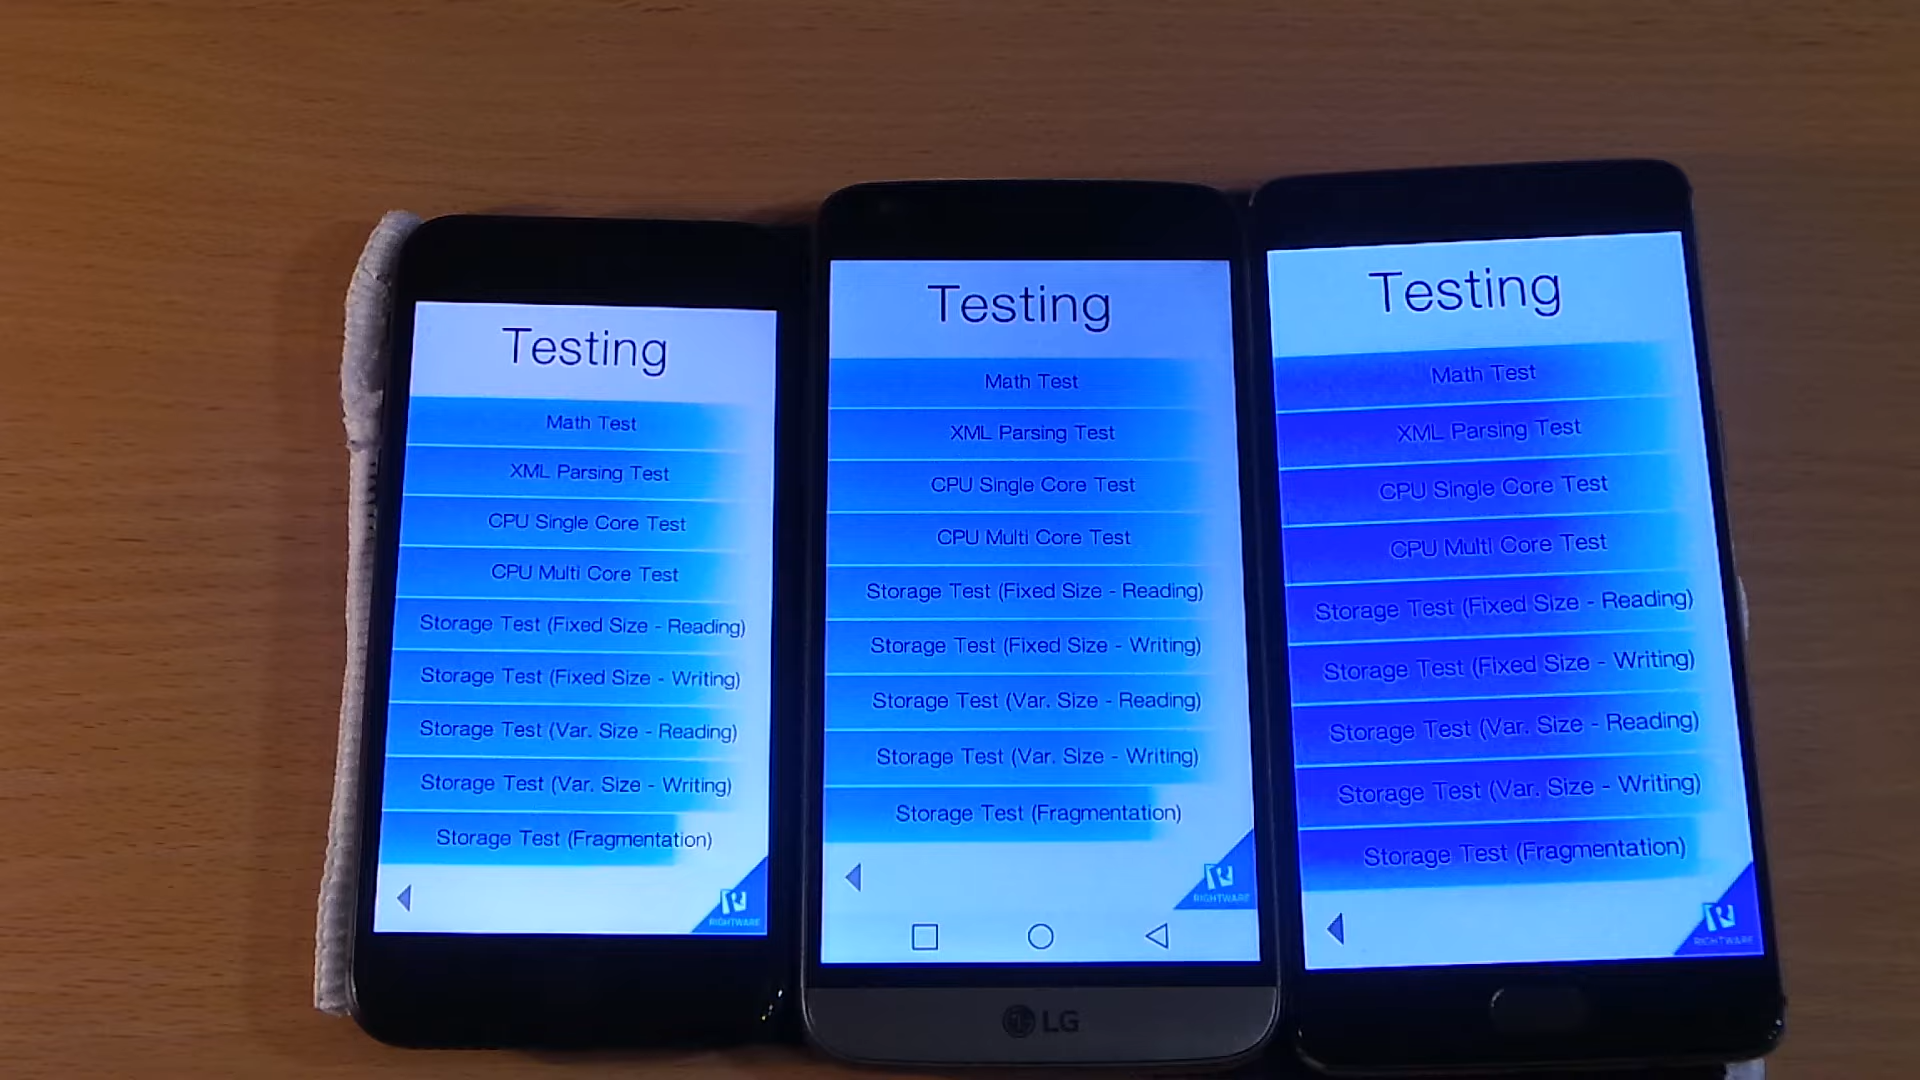 Testing
Math Test
XML Parsing Test
CPU Single Core Test
CPU Multi Core Test
Storage Test (Fixed Size - Reading)
Storage Test (Fixed Size - Writing)
Storage Test (Var. Size - Reading)
Storage Test (Var. Size - Writing)
Storage Test (Fragmentation)
RIGHTWARE
Testing
Math Test
XML Parsing Test
CPU Single Core Test
CPU Multi Core Test
Storage Test (Fixed Size - Reading)
Storage Test (Fixed Size - Writing)
Storage Test (Var. Size - Reading)
Storage Test (Var. Size - Writing)
Storage Test (Fragmentation)
RIGHTWARE
LG
Testing
Math Test
XML Parsing Test
CPU Single Core Test
CPU Multi Core Test
Storage Test (Fixed Size - Reading)
Storage Test (Fixed Size - Writing)
Storage Test (Var. Size - Reading)
Storage Test (Var. Size - Writing)
Storage Test (Fragmentation)
RIGHTWARE